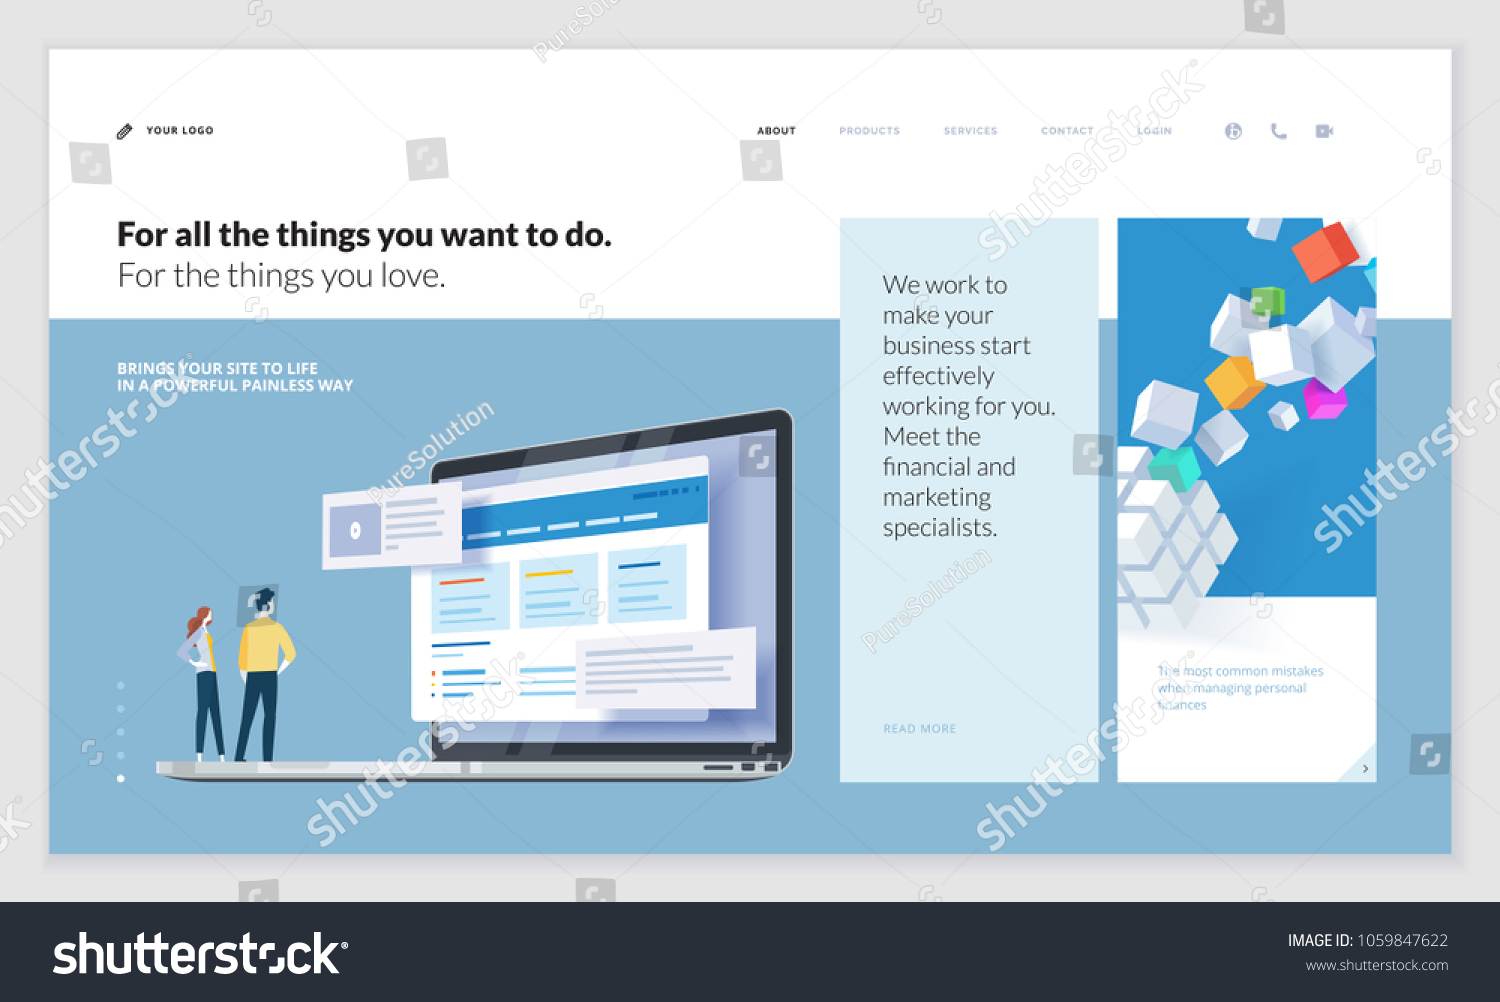 YOUR LOGO
ABOUT
PRODUCTS
SERVICES
CONTACT
LOGIN
For all the things you want to do.
For the things you love.
BRINGS YOUR SITE TO LIFE
IN A POWERFUL PAINLESS WAY
We work to
make your
business start
effectively
working for you.
Meet the
financial and
marketing
specialists.
READ MORE
The most common mistakes
when managing personal
finances
PureSolution
PureSolution
PureSolution
shutterstock
shutterstock
shutterstock
shutterstock
shutterstock
shutterstock®
IMAGE ID: 1059847622
www.shutterstock.com